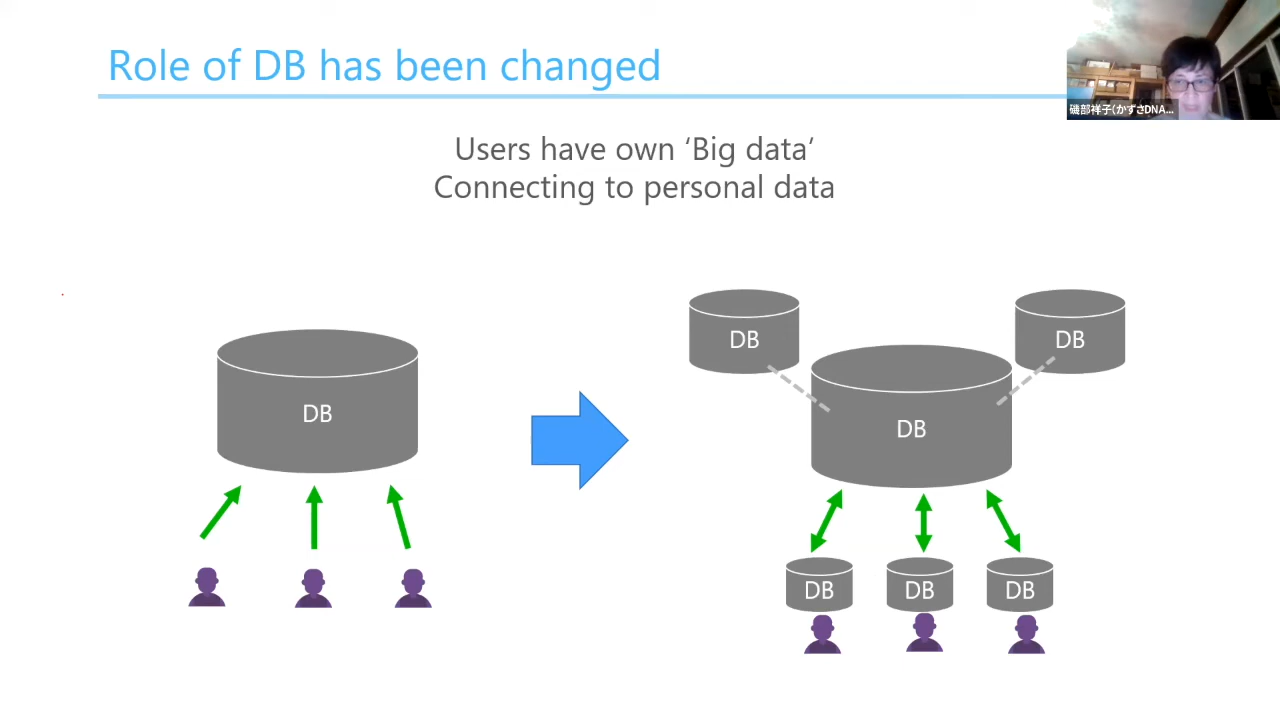 Role of DB has been changed
磯部祥子(かずさDNA...
Users have own ‘Big data’
Connecting to personal data
DB
DB
DB
DB
DB
DB
DB